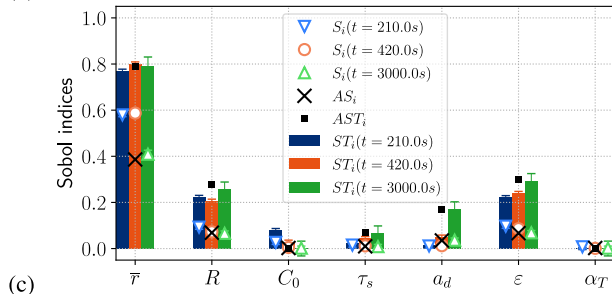 1.0
0.8
0.6
0.4
0.2
0.0
Sobol indices
S_i(t = 210.0s)
S_i(t = 420.0s)
S_i(t = 3000.0s)
AS_i
AST_i
ST_i(t = 210.0s)
ST_i(t = 420.0s)
ST_i(t = 3000.0s)
r̅ R C_0 τ_s a_d ε α_T
(c)